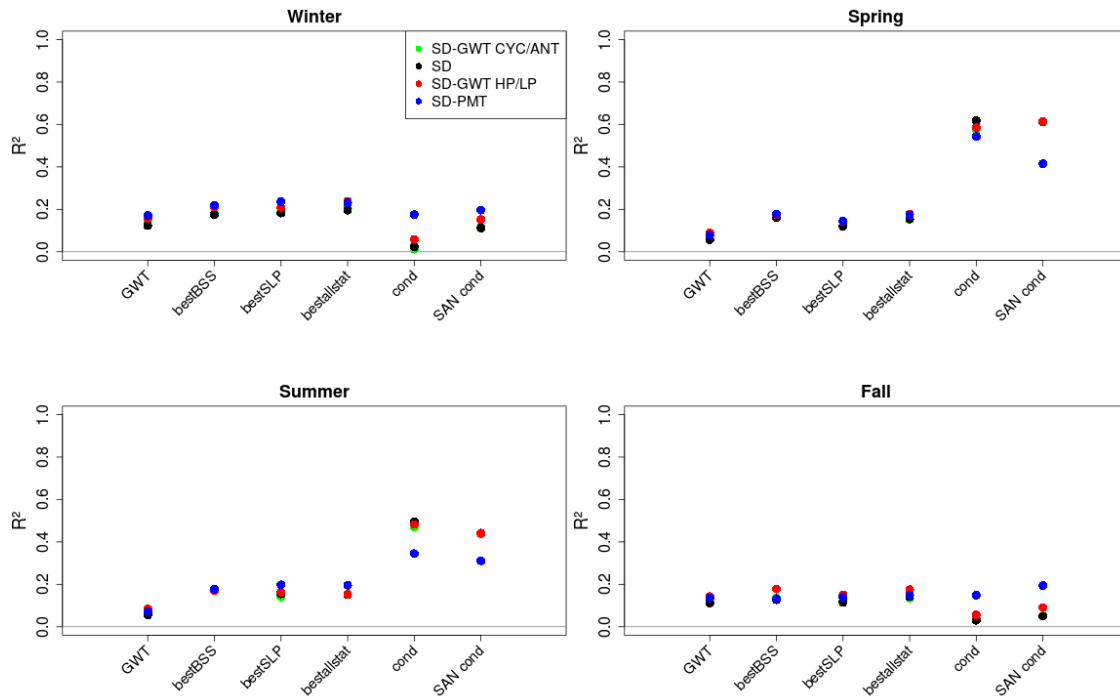 Winter
R²
1.0
0.8
0.6
0.4
0.2
0.0
SD-GWT CYC/ANT
SD
SD-GWT HP/LP
SD-PMT
GWT
bestBSS
bestSLP
bestallstat
cond
SAN cond
Spring
R²
1.0
0.8
0.6
0.4
0.2
0.0
GWT
bestBSS
bestSLP
bestallstat
cond
SAN cond
Summer
R²
1.0
0.8
0.6
0.4
0.2
0.0
GWT
bestBSS
bestSLP
bestallstat
cond
SAN cond
Fall
R²
1.0
0.8
0.6
0.4
0.2
0.0
GWT
bestBSS
bestSLP
bestallstat
cond
SAN cond